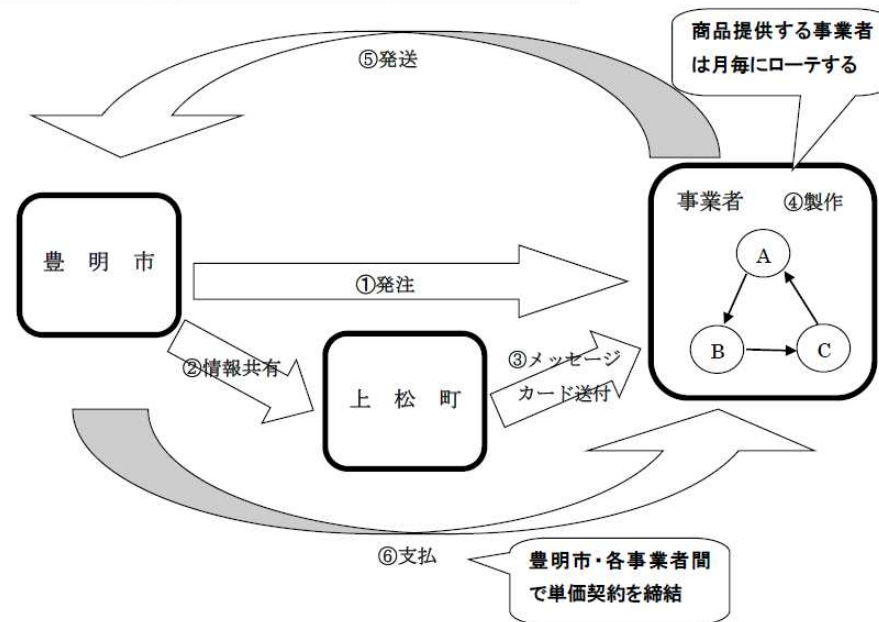 商品提供する事業者
は月毎にローテする
⑤発送
事業者　④製作
A
B
C
豊　明　市
①発注
②情報共有
上　松　町
③メッセージ
カード送付
⑥支払
豊明市・各事業者間
で単価契約を締結